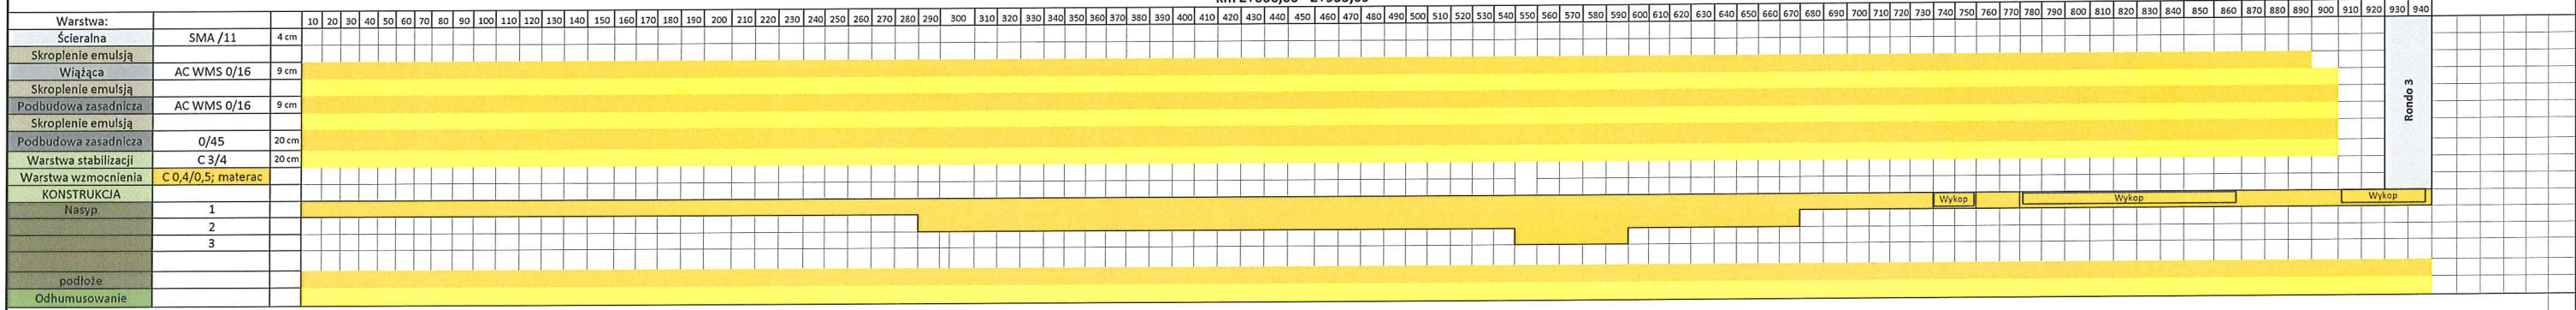 Warstwa: 10 20 30 40 50 60 70 80 90 100 110 120 130 140 150 160 170 180 190 200 210 220 230 240 250 260 270 280 290 300 310 320 330 340 350 360 370 380 390 400 410 420 430 440 450 460 470 480 490 500 510 520 530 540 550 560 570 580 590 600 610 620 630 640 650 660 670 680 690 700 710 720 730 740 750 760 770 780 790 800 810 820 830 840 850 860 870 880 890 900 910 920 930 940
Ścieralna SMA /11 4 cm
Skroplenie emulsją
Wiążąca AC WMS 0/16 9 cm
Skroplenie emulsją
Podbudowa zasadnicza AC WMS 0/16 9 cm
Skroplenie emulsją
Podbudowa zasadnicza 0/45 20 cm
Warstwa stabilizacji C 3/4 20 cm
Warstwa wzmocnienia C 0,4/0,5; materac
KONSTRUKCJA
Nasyp 1
2
3
podłoże
Odhumusowanie
Rondo 3
Wykop
Wykop
Wykop